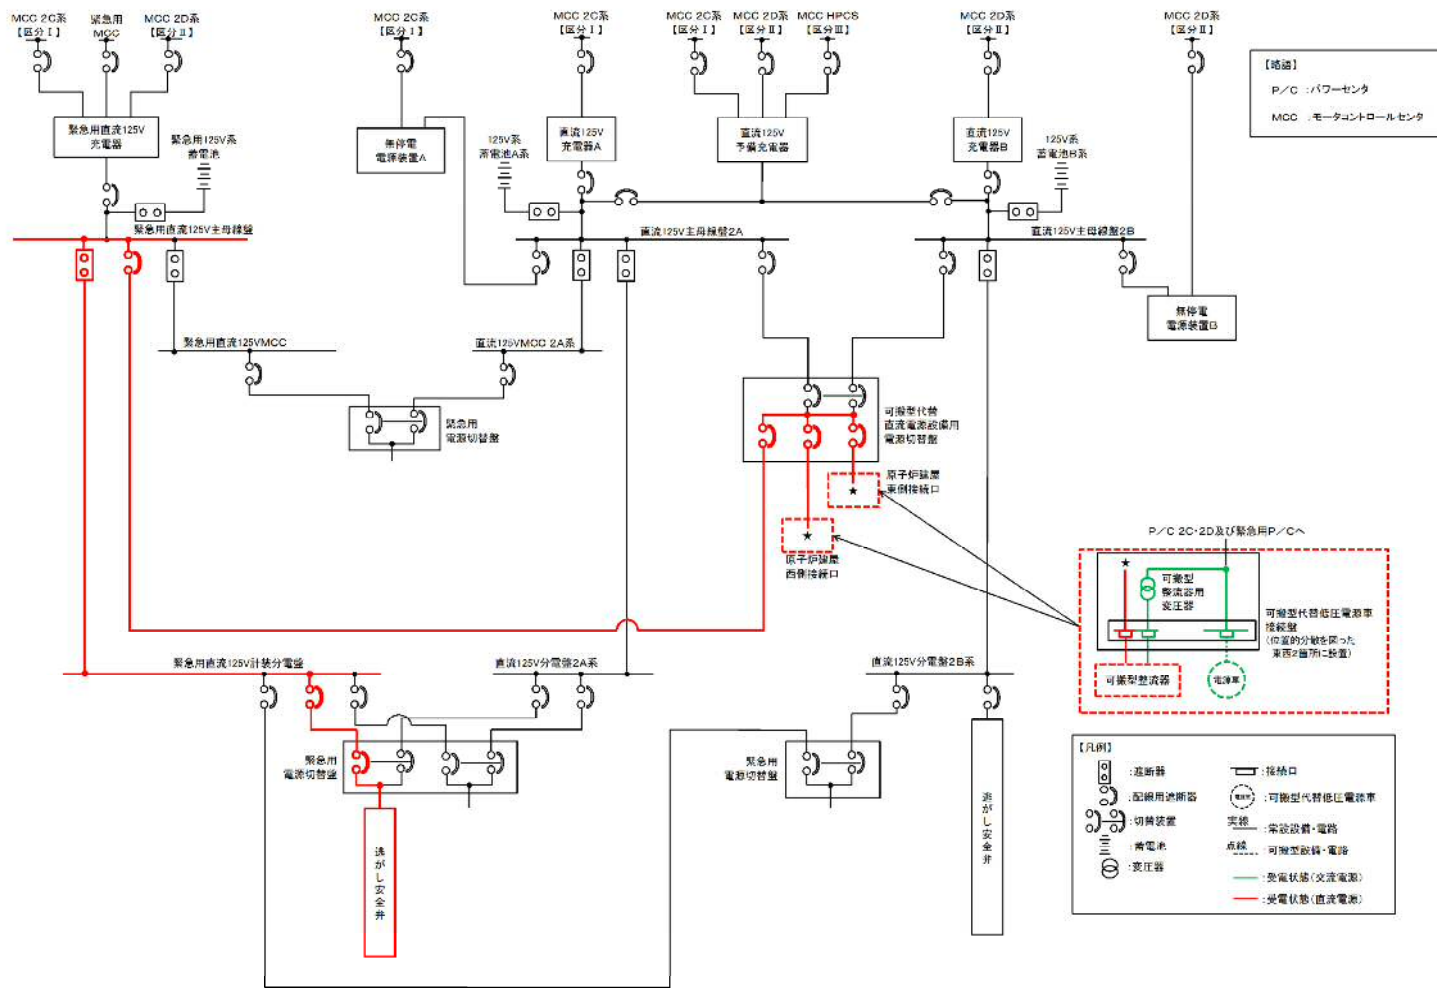 MCC 2C系
【区分Ⅰ】
緊急用
MCC
MCC 2D系
【区分Ⅱ】
MCC 2C系
【区分Ⅰ】
MCC 2C系
【区分Ⅰ】
MCC 2C系
【区分Ⅰ】
MCC 2D系
【区分Ⅱ】
MCC HPCS
【区分Ⅲ】
MCC 2D系
【区分Ⅱ】
MCC 2D系
【区分Ⅱ】
【略語】
P/C :パワーセンタ
MCC :モータコントロールセンタ
緊急用直流125V
充電器
緊急用125V系
蓄電池
無停電
電源装置A
125V系
蓄電池A系
直流125V
充電器A
直流125V
予備充電器
直流125V
充電器B
125V系
蓄電池B系
緊急用直流125V主母線盤
直流125V主母線盤2A
直流125V主母線盤2B
無停電
電源装置B
緊急用直流125VMCC
直流125VMCC 2A系
緊急用
電源切替盤
可搬型代替
直流電源設備用
電源切替盤
原子炉建屋
東側接続口
★
★
原子炉建屋
西側接続口
P/C 2C・2D及び緊急用P/Cへ
★
可搬型
整流器用
変圧器
可搬型代替低圧電源車
接続盤
(位置的分散を図った
東西2箇所に設置)
可搬型整流器
電源車
緊急用直流125V計装分電盤
直流125V分電盤2A系
直流125V分電盤2B系
緊急用
電源切替盤
緊急用
電源切替盤
逃がし安全弁
逃がし安全弁
【凡例】
:遮断器
:配線用遮断器
:切替装置
:蓄電池
:変圧器
:接続口
電源車
:可搬型代替低圧電源車
実線
:常設設備・電路
点線
:可搬型設備・電路
:受電状態(交流電源)
:受電状態(直流電源)